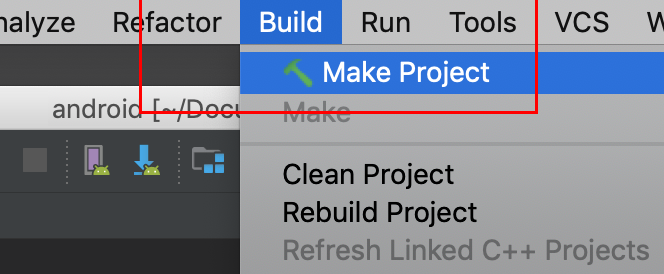 nalyze Refactor Build Run Tools VCS W
Make Project
android [~/Docu
Make
Clean Project
Rebuild Project
Refresh Linked C++ Projects